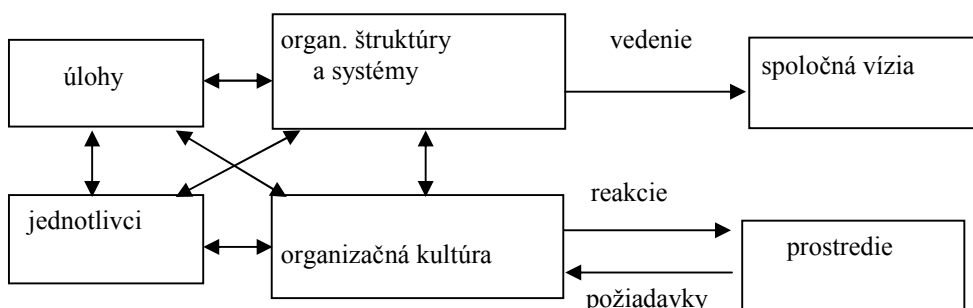 organ. štruktúry
a systémy
vedenie
úlohy
spoločná vízia
jednotlivci
reakcie
organizačná kultúra
prostredie
požiadavky